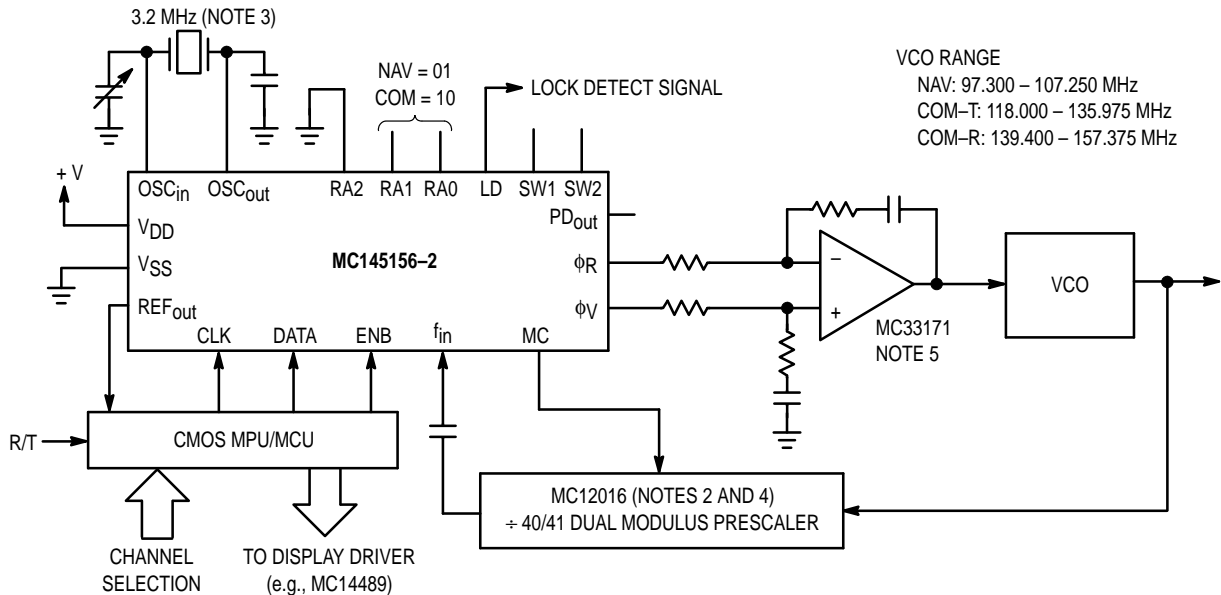 3.2 MHz (NOTE 3)
VCO RANGE
NAV: 97.300 – 107.250 MHz
COM–T: 118.000 – 135.975 MHz
COM–R: 139.400 – 157.375 MHz
NAV = 01
COM = 10
LOCK DETECT SIGNAL
+ V
OSCin
OSCout
RA2
RA1
RA0
LD
SW1
SW2
VDD
PDout
VSS
MC145156–2
ϕR
ϕV
REFout
CLK
DATA
ENB
fin
MC
–
+
MC33171
NOTE 5
VCO
R/T
CMOS MPU/MCU
MC12016 (NOTES 2 AND 4)
÷ 40/41 DUAL MODULUS PRESCALER
CHANNEL
SELECTION
TO DISPLAY DRIVER
(e.g., MC14489)